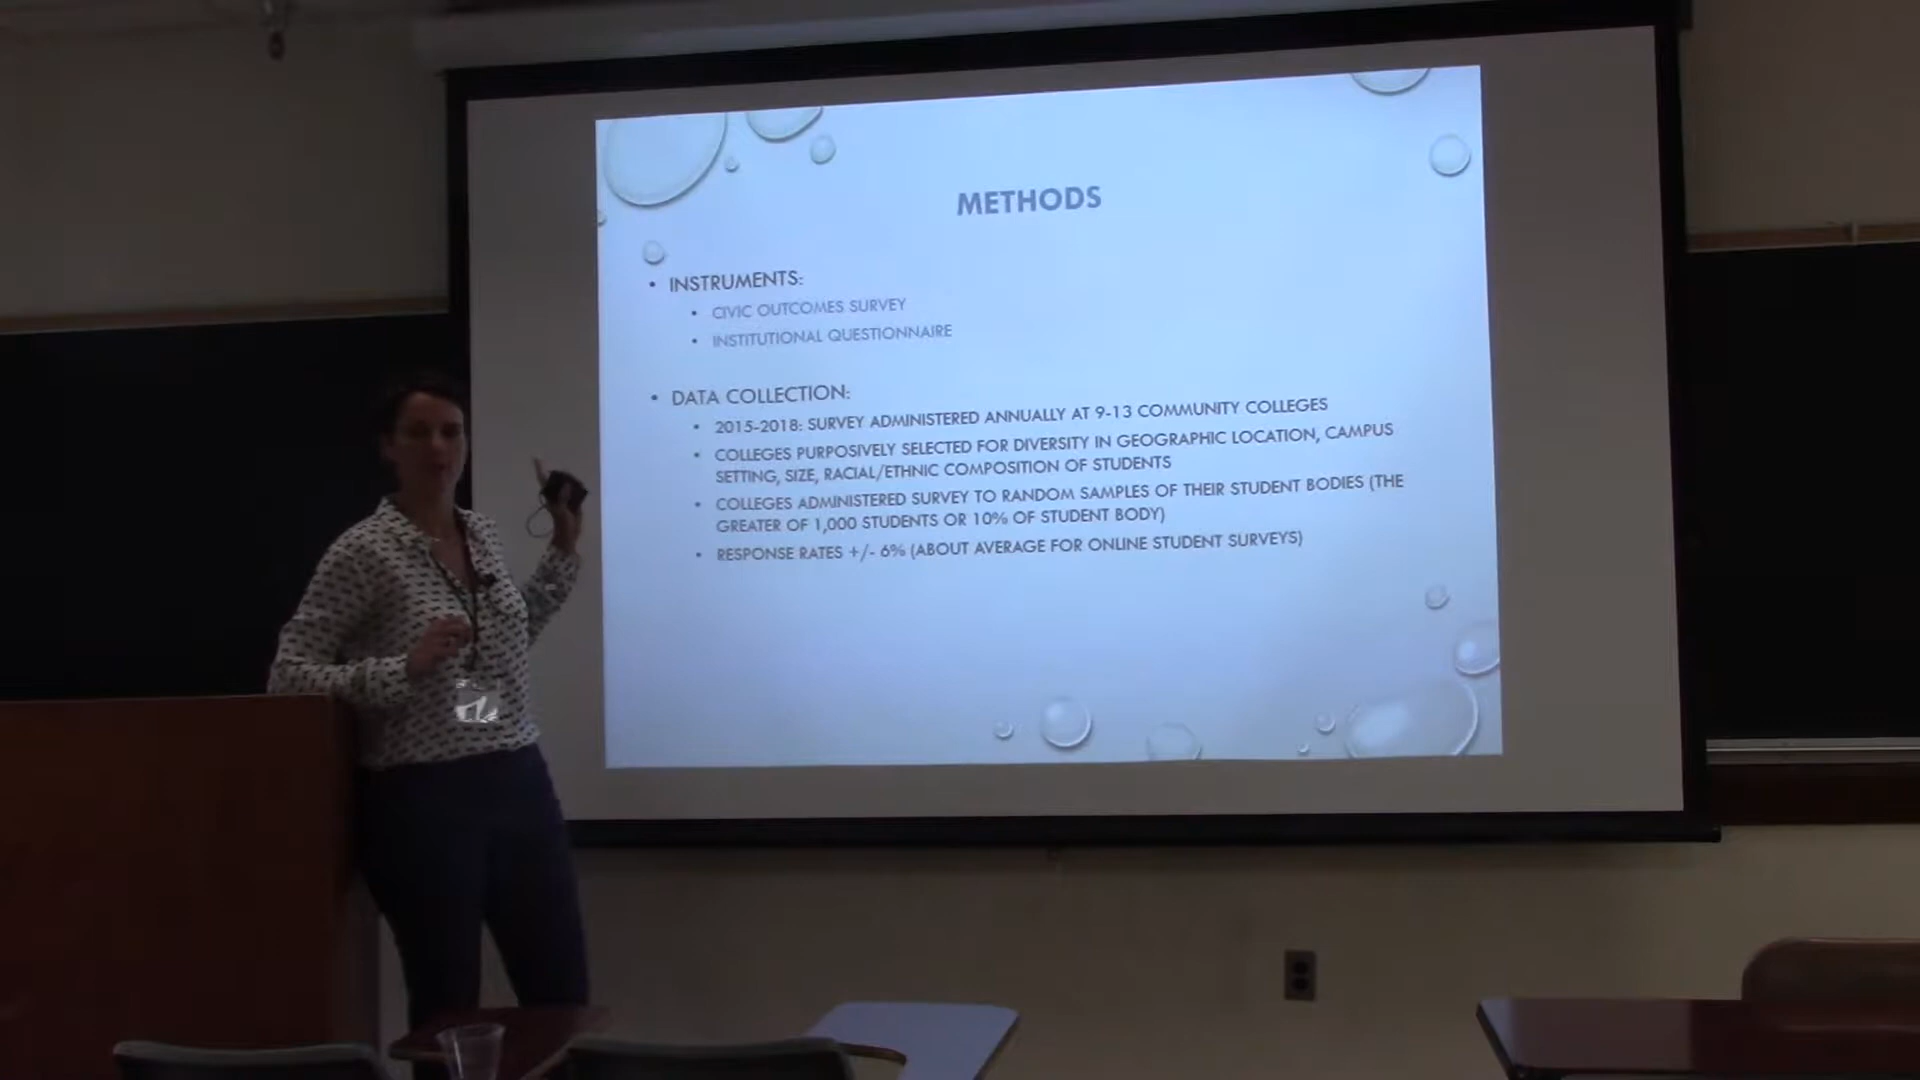 METHODS
• INSTRUMENTS:
• CIVIC OUTCOMES SURVEY
• INSTITUTIONAL QUESTIONNAIRE
• DATA COLLECTION:
• 2015-2018: SURVEY ADMINISTERED ANNUALLY AT 9-13 COMMUNITY COLLEGES
• COLLEGES PURPOSIVELY SELECTED FOR DIVERSITY IN GEOGRAPHIC LOCATION, CAMPUS
SETTING, SIZE, RACIAL/ETHNIC COMPOSITION OF STUDENTS
• COLLEGES ADMINISTERED SURVEY TO RANDOM SAMPLES OF THEIR STUDENT BODIES (THE
GREATER OF 1,000 STUDENTS OR 10% OF STUDENT BODY)
• RESPONSE RATES +/- 6% (ABOUT AVERAGE FOR ONLINE STUDENT SURVEYS)